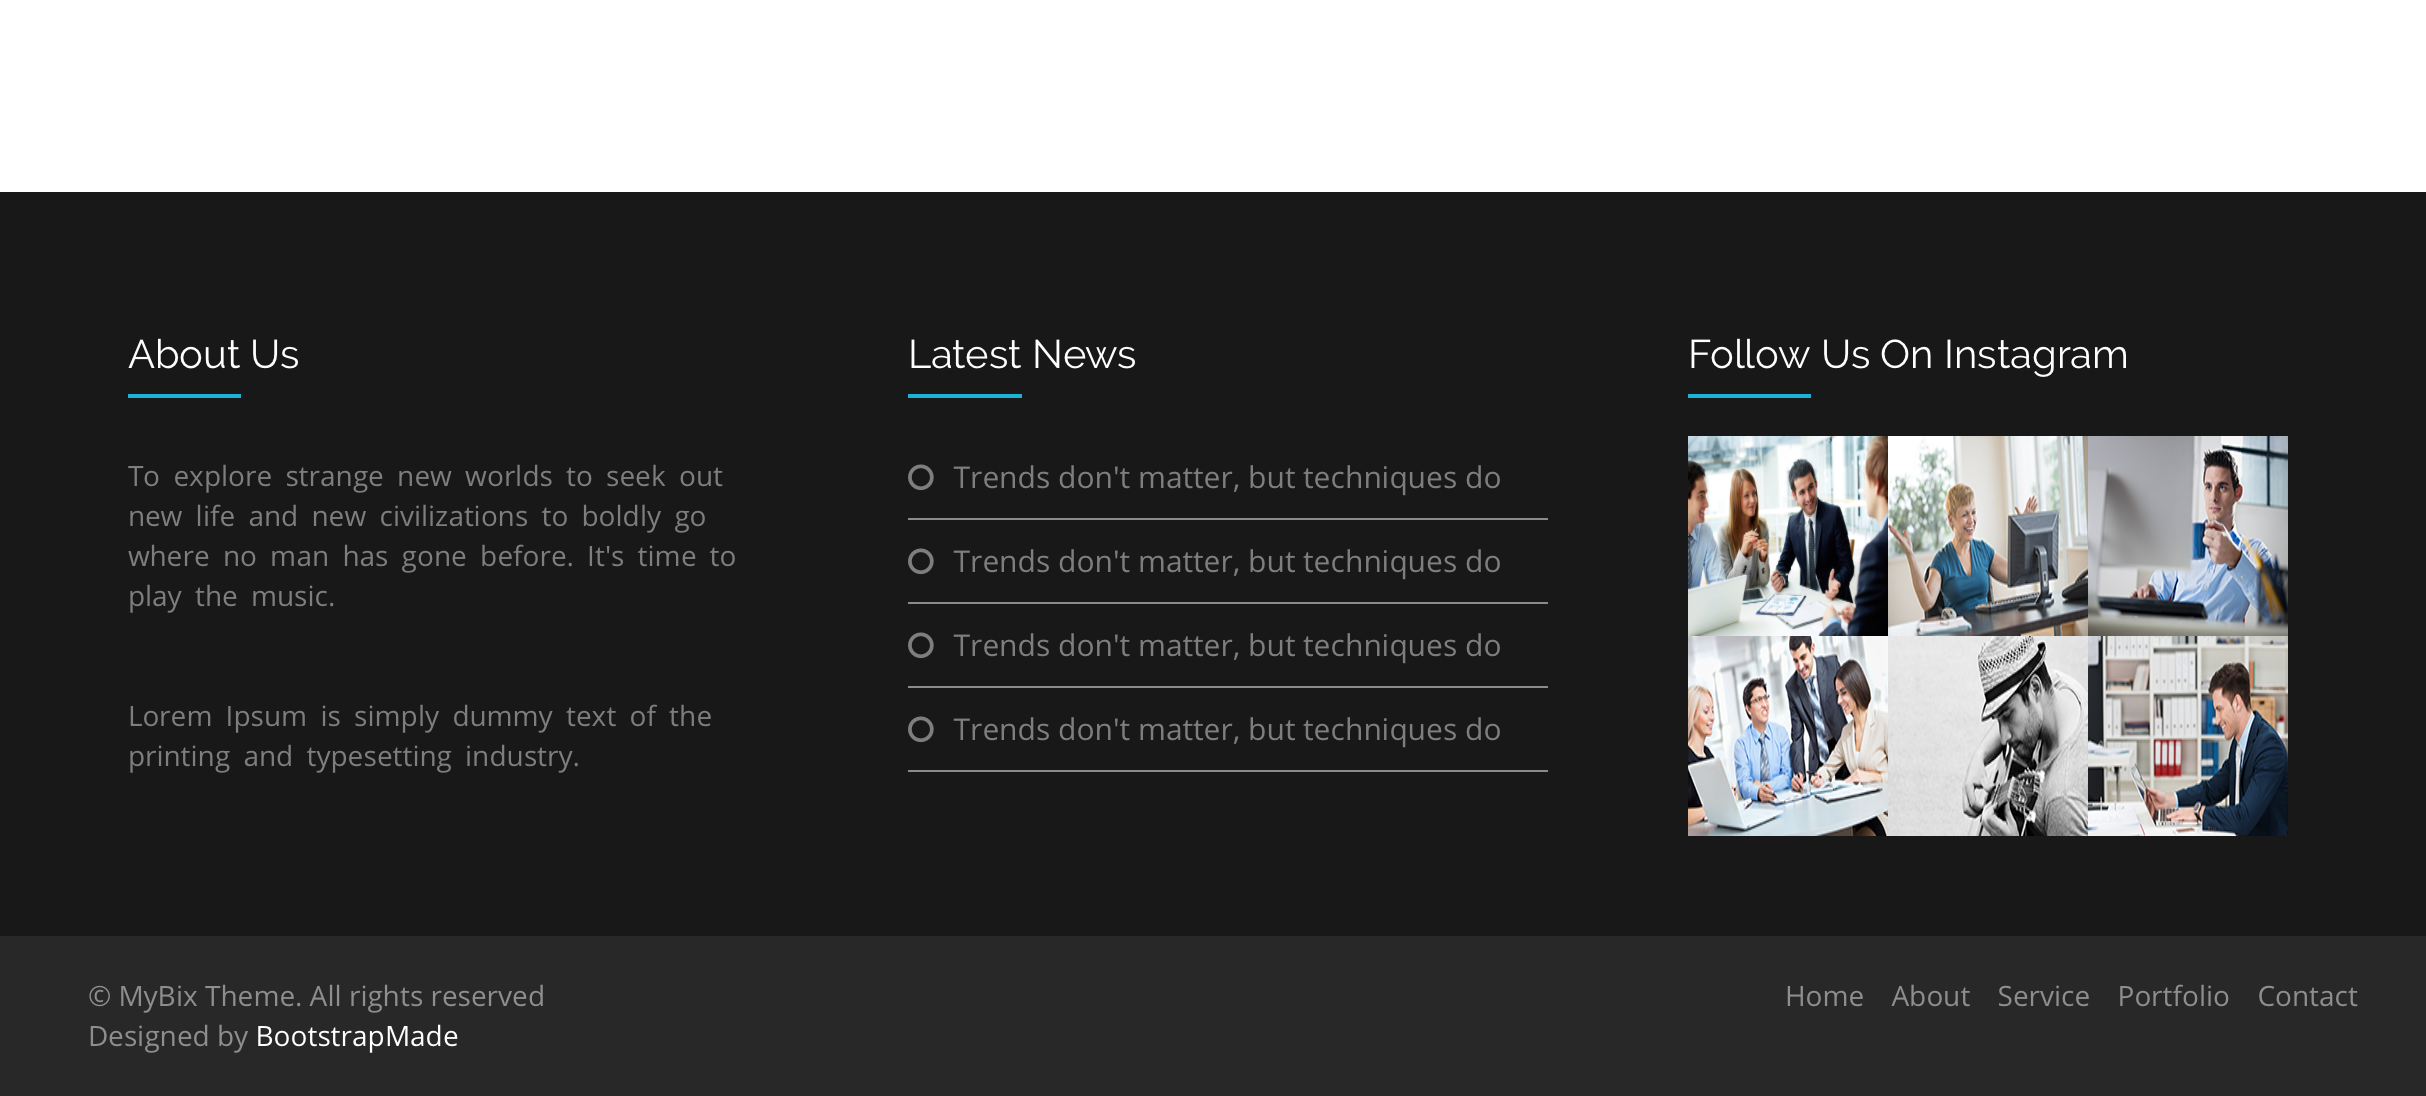 About Us
To explore strange new worlds to seek out
new life and new civilizations to boldly go
where no man has gone before. It's time to
play the music.
Lorem Ipsum is simply dummy text of the
printing and typesetting industry.
Latest News
Trends don't matter, but techniques do
Trends don't matter, but techniques do
Trends don't matter, but techniques do
Trends don't matter, but techniques do
Follow Us On Instagram
© MyBix Theme. All rights reserved
Designed by BootstrapMade
Home About Service Portfolio Contact